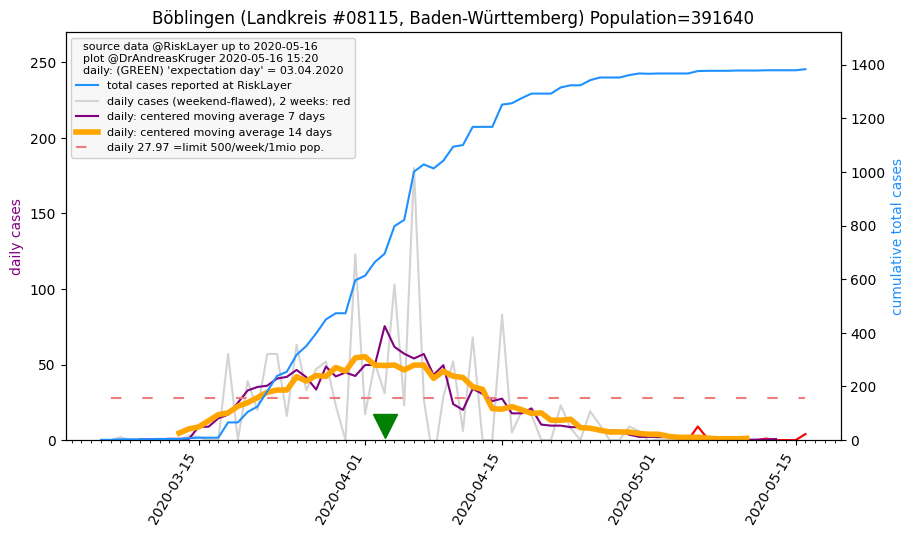 Böblingen (Landkreis #08115, Baden-Württemberg) Population=391640
source data @RiskLayer up to 2020-05-16
plot @DrAndreasKruger 2020-05-16 15:20
daily: (GREEN) 'expectation day' = 03.04.2020
total cases reported at RiskLayer
daily cases (weekend-flawed), 2 weeks: red
daily: centered moving average 7 days
daily: centered moving average 14 days
daily 27.97 =limit 500/week/1mio pop.
daily cases
250
200
150
100
50
0
cumulative total cases
1400
1200
1000
800
600
400
200
0
2020-03-15
2020-04-01
2020-04-15
2020-05-01
2020-05-15